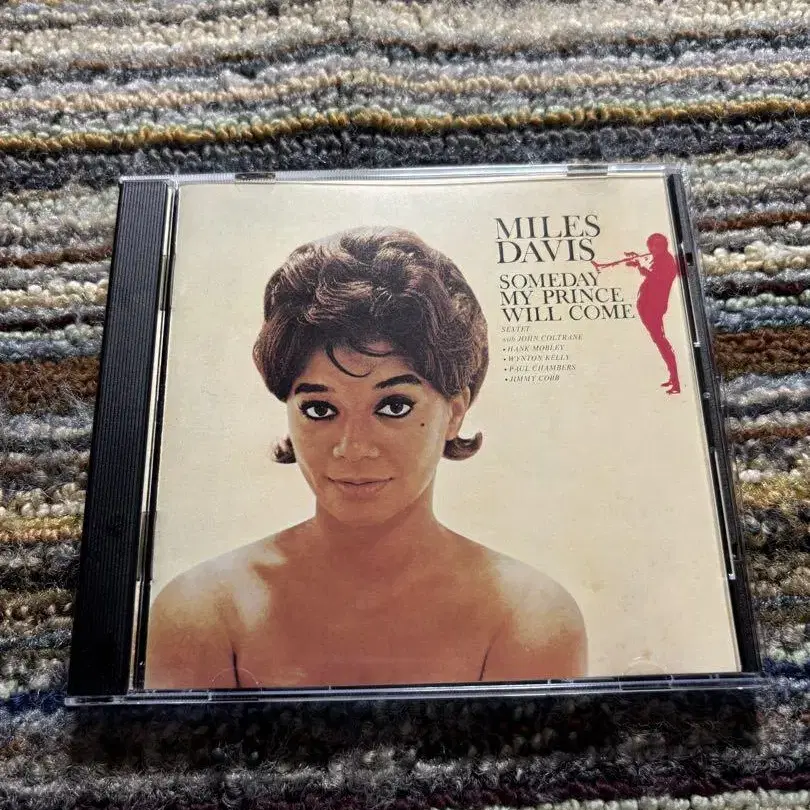 MILES
DAVIS
SOMEDAY
MY PRINCE
WILL COME
SEXTET
with JOHN COLTRANE
• HANK MOBLEY
• WYNTON KELLY
• PAUL CHAMBERS
• JIMMY COBB